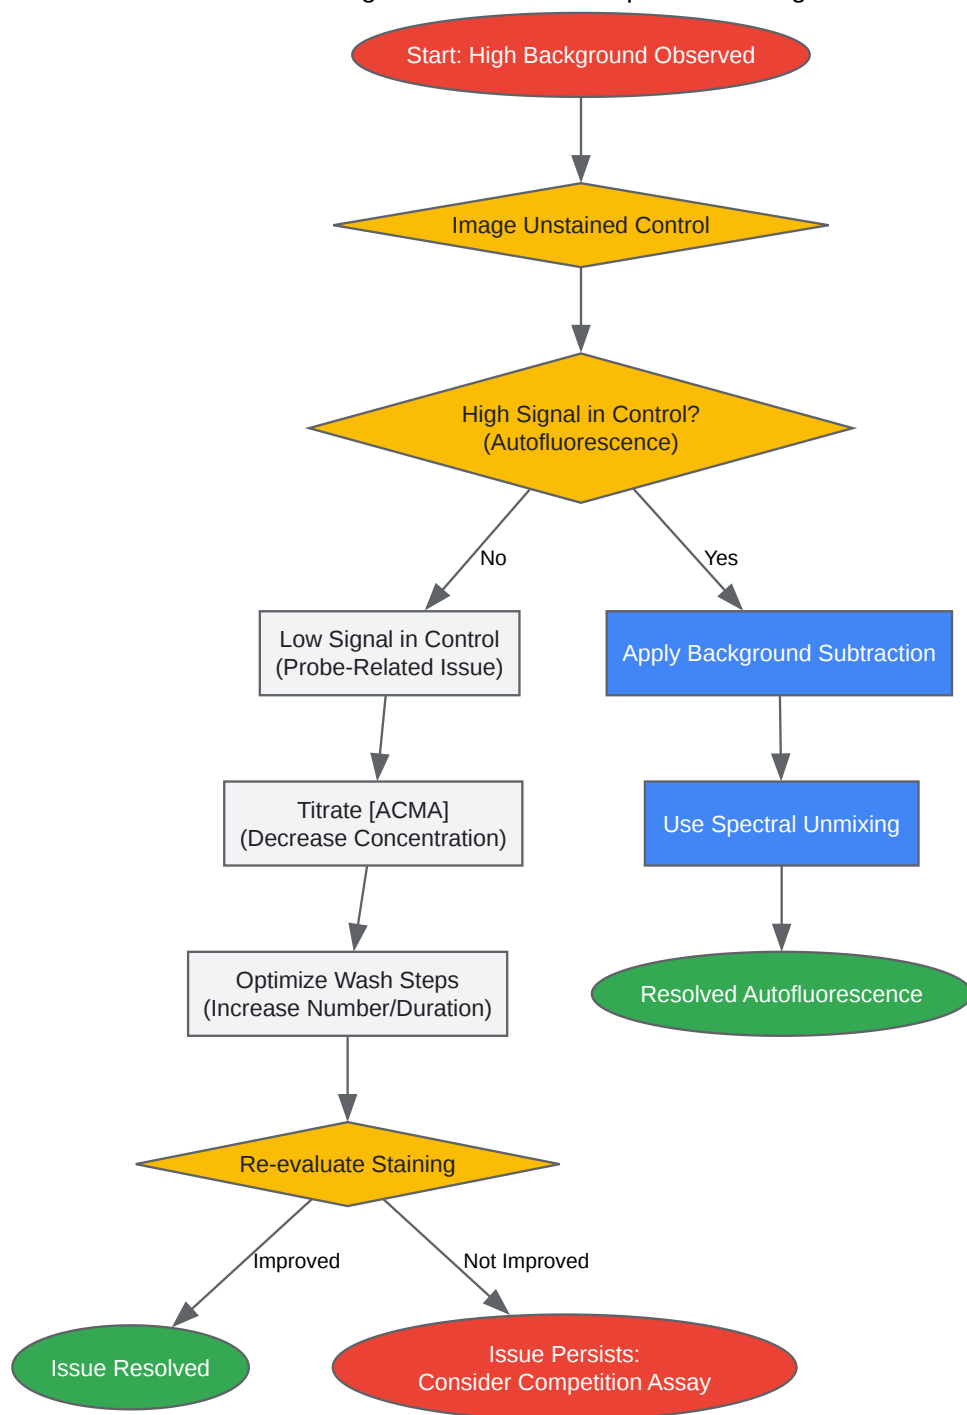 Start: High Background Observed
Image Unstained Control
High Signal in Control?
(Autofluorescence)
No
Yes
Low Signal in Control
(Probe-Related Issue)
Apply Background Subtraction
Titrate [ACMA]
(Decrease Concentration)
Use Spectral Unmixing
Optimize Wash Steps
(Increase Number/Duration)
Resolved Autofluorescence
Re-evaluate Staining
Improved
Not Improved
Issue Resolved
Issue Persists:
Consider Competition Assay